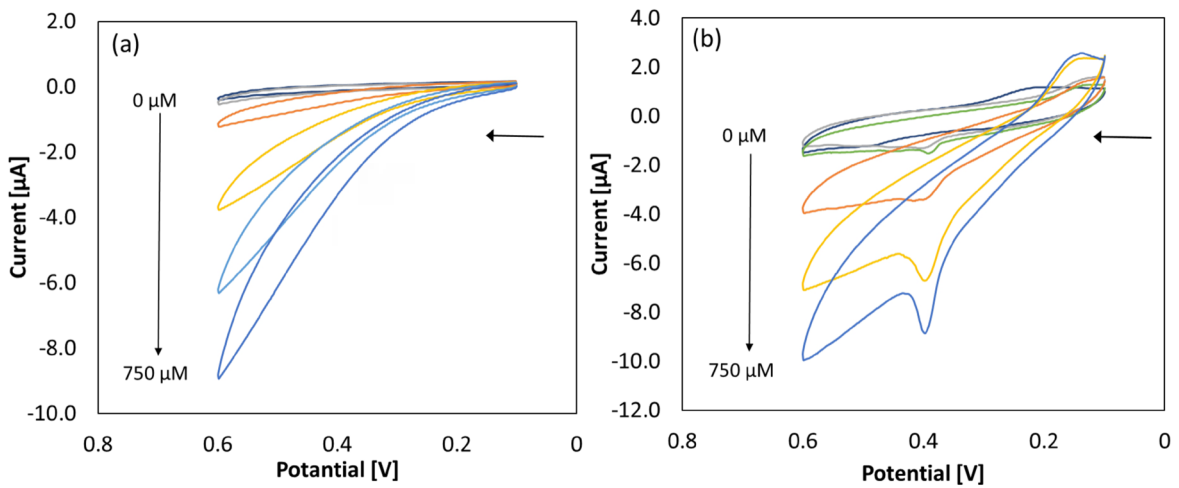 (a)
2.0
0.0
-2.0
-4.0
-6.0
-8.0
-10.0
Current [µA]
0 µM
750 µM
0.8 0.6 0.4 0.2 0
Potantial [V]
(b)
4.0
2.0
0.0
-2.0
-4.0
-6.0
-8.0
-10.0
-12.0
Current [µA]
0 µM
750 µM
0.8 0.6 0.4 0.2 0
Potential [V]